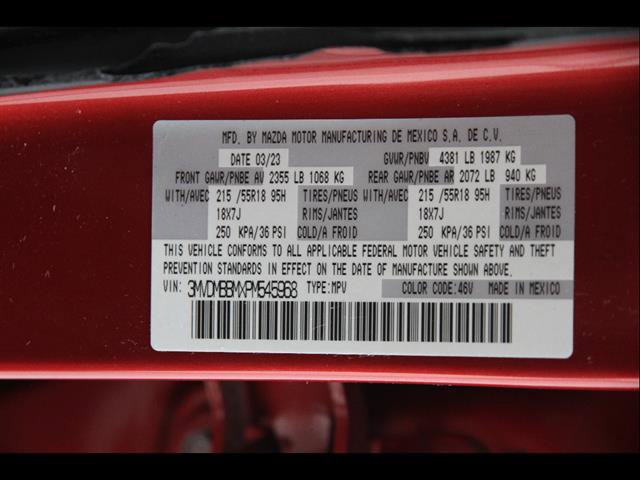 MFD. BY MAZDA MOTOR MANUFACTURING DE MEXICO S.A. DE C.V.
DATE 03/23 GVWR/PNBV 4381 LB 1987 KG
FRONT GAWR/PNBE AV 2355 LB 1068 KG REAR GAWR/PNBE AR 2072 LB 940 KG
WITH/AVEC 215 /55R18 95H TIRES/PNEUS WITH/AVEC 215 /55R18 95H TIRES/PNEUS
18X7J RIMS/JANTES 18X7J RIMS/JANTES
250 KPA/36 PSI COLD/A FROID 250 KPA/36 PSI COLD/A FROID
THIS VEHICLE CONFORMS TO ALL APPLICABLE FEDERAL MOTOR VEHICLE SAFETY AND THEFT
PREVENTION STANDARDS IN EFFECT ON THE DATE OF MANUFACTURE SHOWN ABOVE.
VIN: 3MVDMBBMXPM545968 TYPE:MPV COLOR CODE:46V MADE IN MEXICO